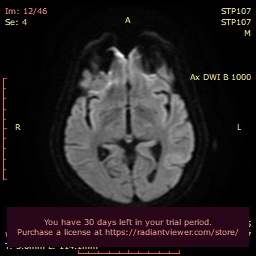 Im: 12/46
STP107
Se: 4
STP107
M
A
Ax DWI B 1000
R
L
You have 30 days left in your trial period.
Purchase a license at https://radiantviewer.com/store/